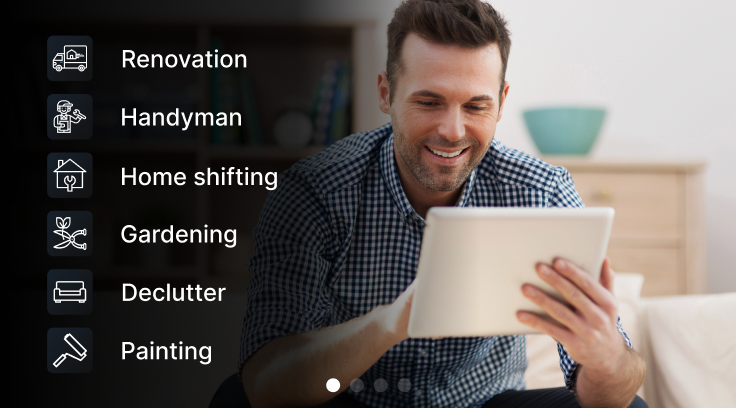 Renovation
Handyman
Home shifting
Gardening
Declutter
Painting